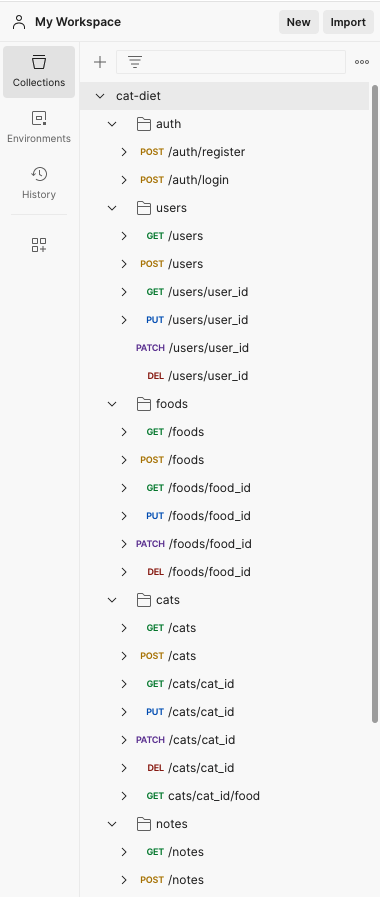 My Workspace
New
Import
Collections
Environments
History
cat-diet
auth
POST /auth/register
POST /auth/login
users
GET /users
POST /users
GET /users/user_id
PUT /users/user_id
PATCH /users/user_id
DEL /users/user_id
foods
GET /foods
POST /foods
GET /foods/food_id
PUT /foods/food_id
PATCH /foods/food_id
DEL /foods/food_id
cats
GET /cats
POST /cats
GET /cats/cat_id
PUT /cats/cat_id
PATCH /cats/cat_id
DEL /cats/cat_id
GET cats/cat_id/food
notes
GET /notes
POST /notes